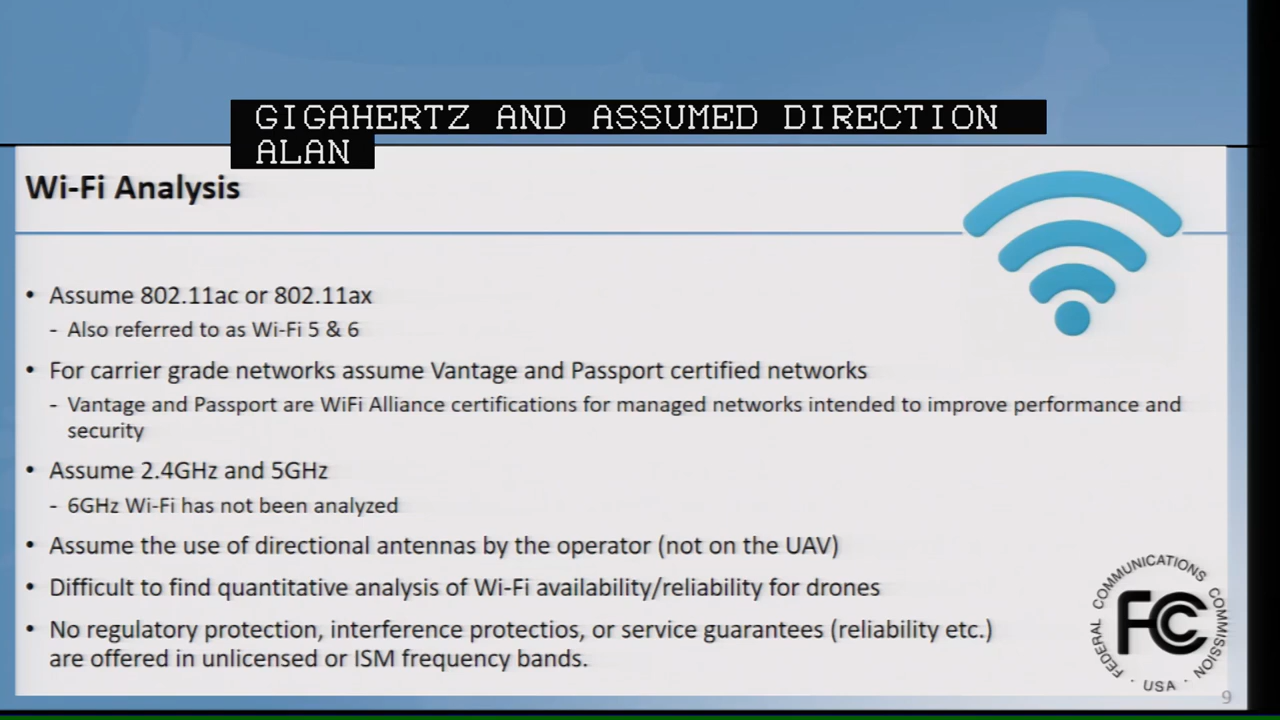 GIGAHERTZ AND ASSUMED DIRECTION
ALAN
Wi-Fi Analysis
• Assume 802.11ac or 802.11ax
- Also referred to as Wi-Fi 5 & 6
• For carrier grade networks assume Vantage and Passport certified networks
- Vantage and Passport are WiFi Alliance certifications for managed networks intended to improve performance and
security
• Assume 2.4GHz and 5GHz
- 6GHz Wi-Fi has not been analyzed
• Assume the use of directional antennas by the operator (not on the UAV)
• Difficult to find quantitative analysis of Wi-Fi availability/reliability for drones
• No regulatory protection, interference protectios, or service guarantees (reliability etc.)
are offered in unlicensed or ISM frequency bands.
FEDERAL COMMUNICATIONS COMMISSION
FCC
· USA ·
9